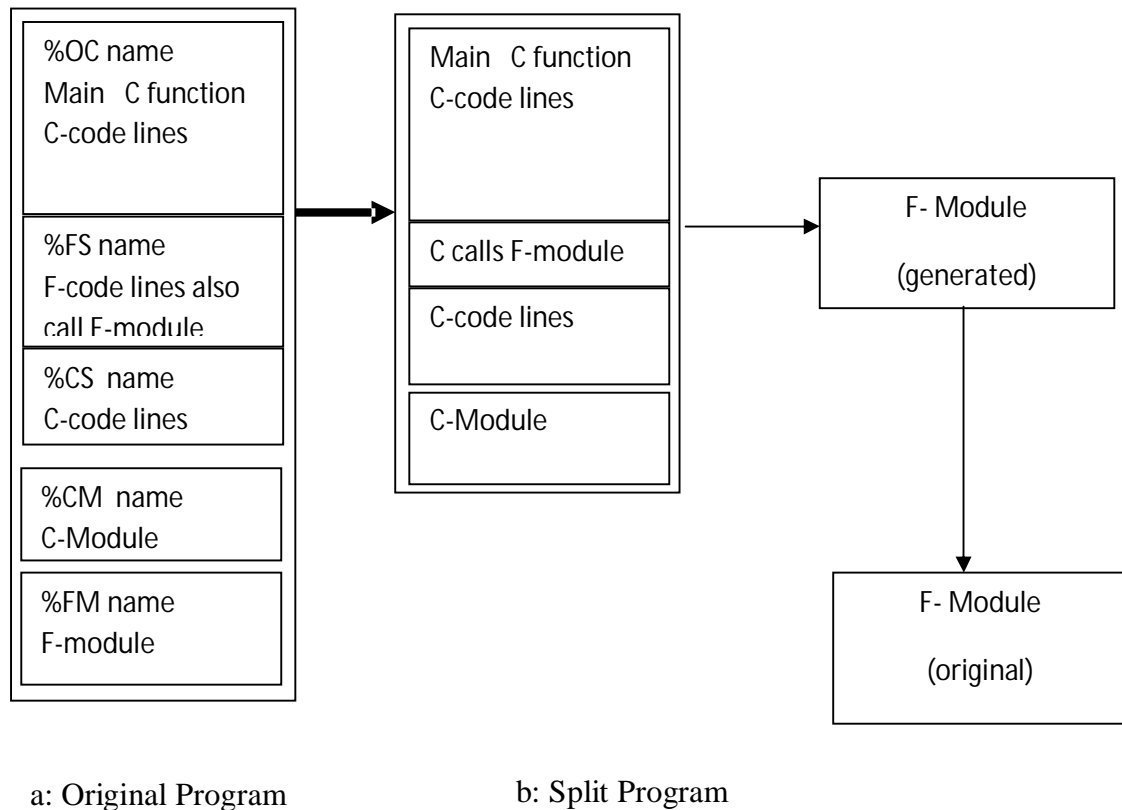 %OC name
Main C function
C-code lines
%FS name
F-code lines also
call F-module
%CS name
C-code lines
%CM name
C-Module
%FM name
F-module
Main C function
C-code lines
C calls F-module
C-code lines
C-Module
F- Module
(generated)
F- Module
(original)
a: Original Program
b: Split Program